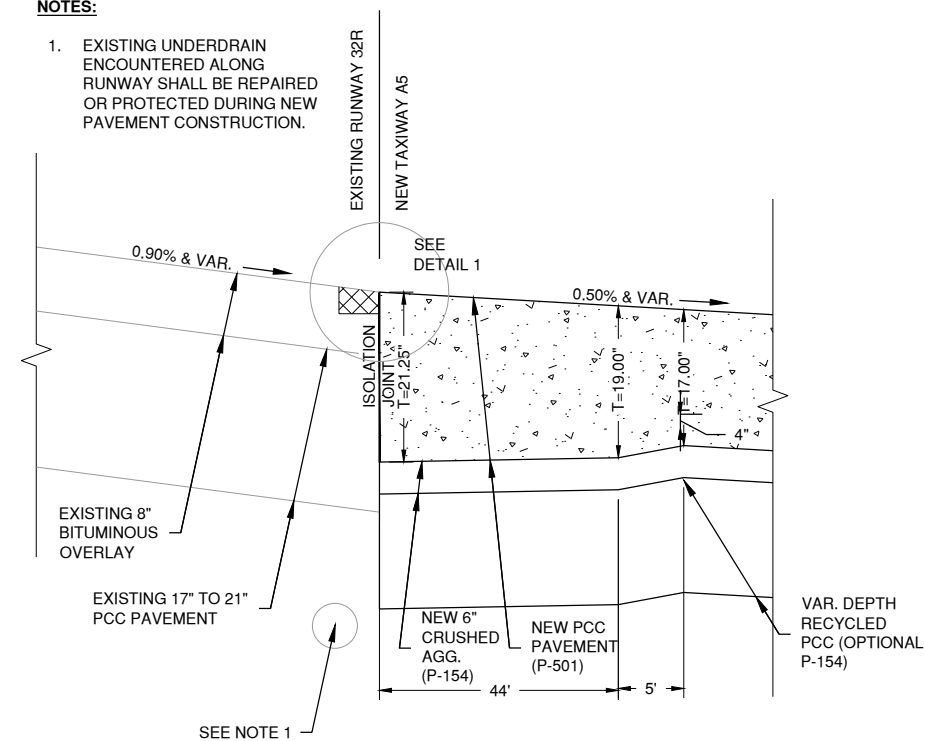 NOTES:
1. EXISTING UNDERDRAIN
ENCOUNTERED ALONG
RUNWAY SHALL BE REPAIRED
OR PROTECTED DURING NEW
PAVEMENT CONSTRUCTION.
EXISTING RUNWAY 32R
NEW TAXIWAY A5
SEE
DETAIL 1
0.90% & VAR.
0.50% & VAR.
ISOLATION
JOINT
T=21.25"
T=19.00"
T=17.00"
4"
EXISTING 8"
BITUMINOUS
OVERLAY
EXISTING 17" TO 21"
PCC PAVEMENT
NEW 6"
CRUSHED
AGG.
(P-154)
NEW PCC
PAVEMENT
(P-501)
VAR. DEPTH
RECYCLED
PCC (OPTIONAL
P-154)
44'
5'
SEE NOTE 1